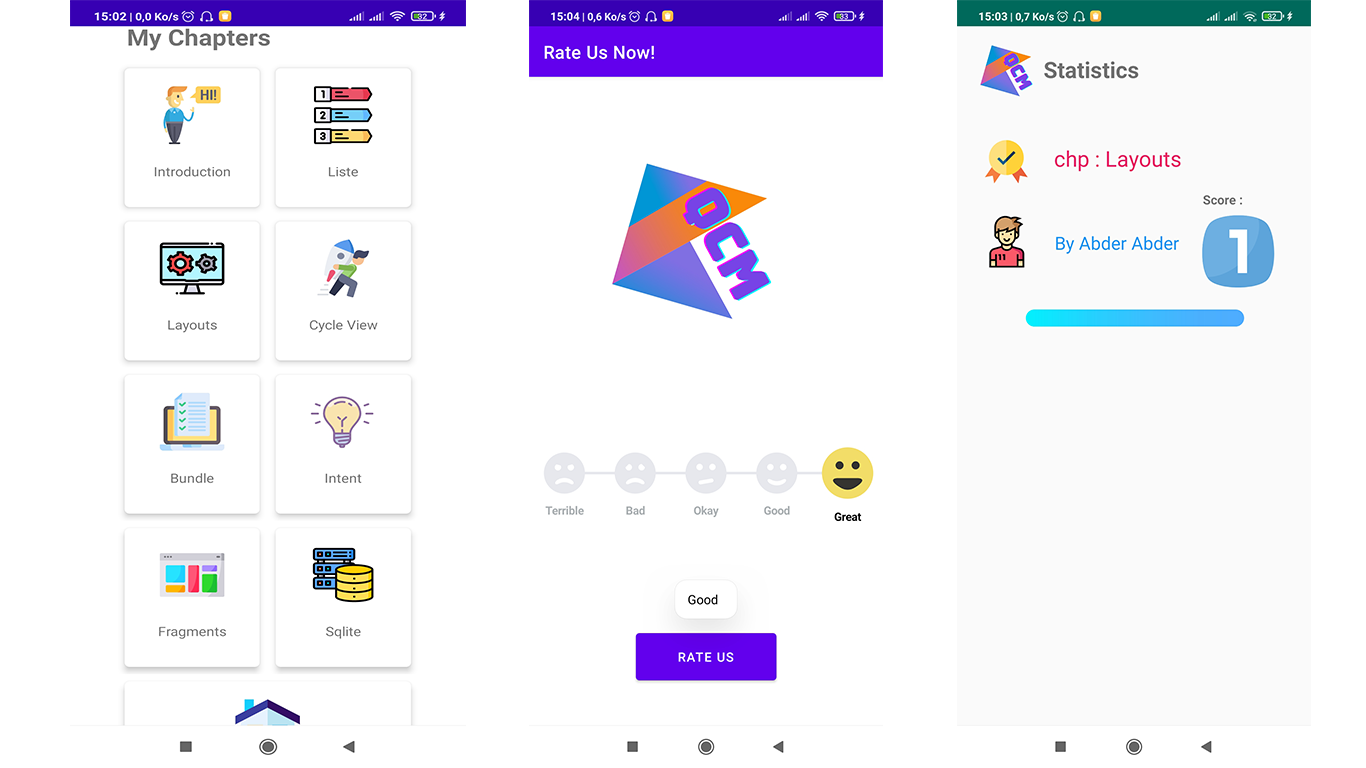 15:02 | 0,0 Ko/s
82
My Chapters
HI!
Introduction
1
2
3
Liste
Layouts
Cycle View
Bundle
Intent
Fragments
Sqlite
15:04 | 0,6 Ko/s
83
Rate Us Now!
QCM
Terrible
Bad
Okay
Good
Great
Good
RATE US
15:03 | 0,7 Ko/s
82
QCM
Statistics
chp : Layouts
Score :
By Abder Abder
1